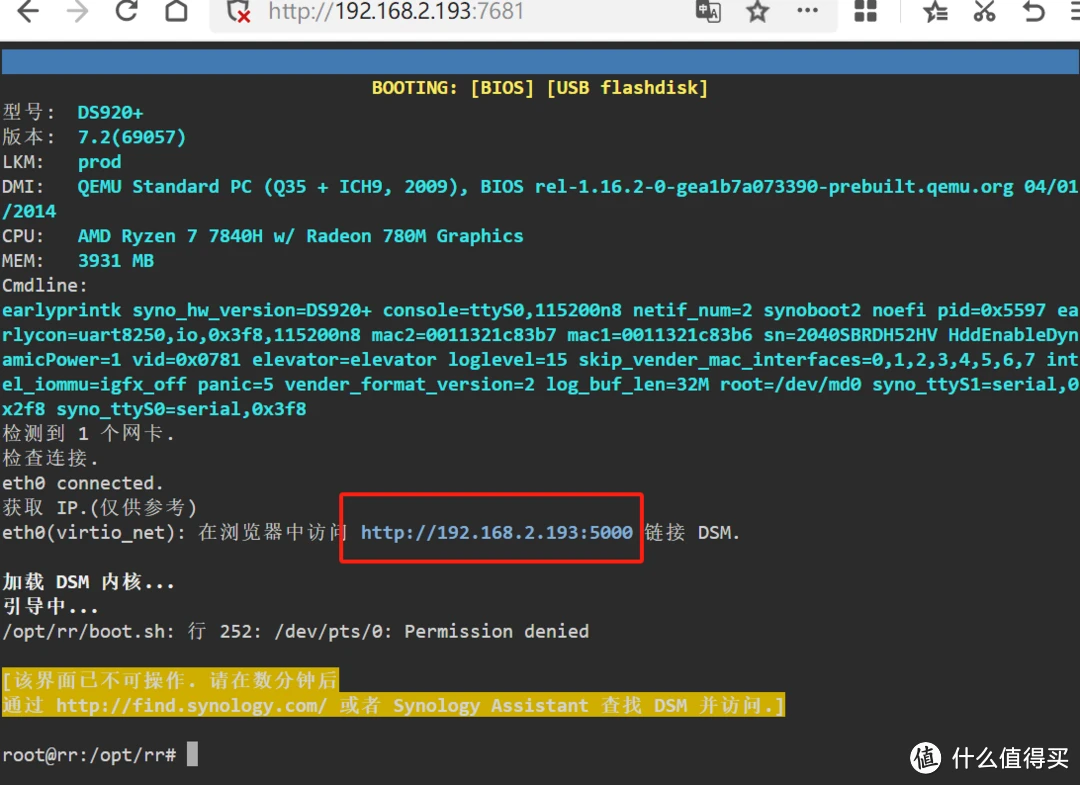 http://192.168.2.193:7681
BOOTING: [BIOS] [USB flashdisk]
型号: DS920+
版本: 7.2(69057)
LKM: prod
DMI: QEMU Standard PC (Q35 + ICH9, 2009), BIOS rel-1.16.2-0-gea1b7a073390-prebuilt.qemu.org 04/01
/2014
CPU: AMD Ryzen 7 7840H w/ Radeon 780M Graphics
MEM: 3931 MB
Cmdline:
earlyprintk syno_hw_version=DS920+ console=ttyS0,115200n8 netif_num=2 synoboot2 noefi pid=0x5597 ea
rlycon=uart8250,io,0x3f8,115200n8 mac2=0011321c83b7 mac1=0011321c83b6 sn=2040SBRDH52HV HddEnableDyn
amicPower=1 vid=0x0781 elevator=elevator loglevel=15 skip_vender_mac_interfaces=0,1,2,3,4,5,6,7 int
el_iommu=igfx_off panic=5 vender_format_version=2 log_buf_len=32M root=/dev/md0 syno_ttyS1=serial,0
x2f8 syno_ttyS0=serial,0x3f8
检测到 1 个网卡.
检查连接.
eth0 connected.
获取 IP.(仅供参考)
eth0(virtio_net): 在浏览器中访问 http://192.168.2.193:5000 链接 DSM.
加载 DSM 内核...
引导中...
/opt/rr/boot.sh: 行 252: /dev/pts/0: Permission denied
[该界面已不可操作. 请在数分钟后
通过 http://find.synology.com/ 或者 Synology Assistant 查找 DSM 并访问.]
root@rr:/opt/rr#
值 什么值得买